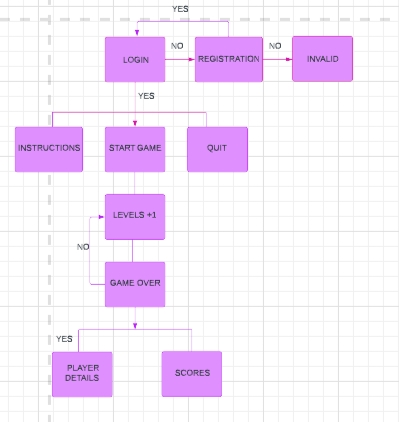 YES
LOGIN
NO
REGISTRATION
NO
INVALID
YES
INSTRUCTIONS
START GAME
QUIT
LEVELS +1
NO
GAME OVER
YES
PLAYER
DETAILS
SCORES